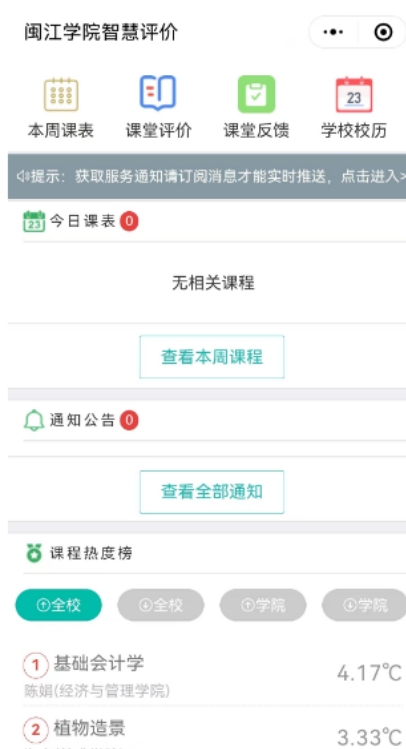 闽江学院智慧评价
本周课表 课堂评价 课堂反馈 23 学校校历
提示：获取服务通知请订阅消息才能实时推送，点击进入>
23 今日课表 0
无相关课程
查看本周课程
通知公告 0
查看全部通知
课程热度榜
全校 全校 学院 学院
1 基础会计学 4.17℃
陈娟(经济与管理学院)
2 植物造景 3.33℃